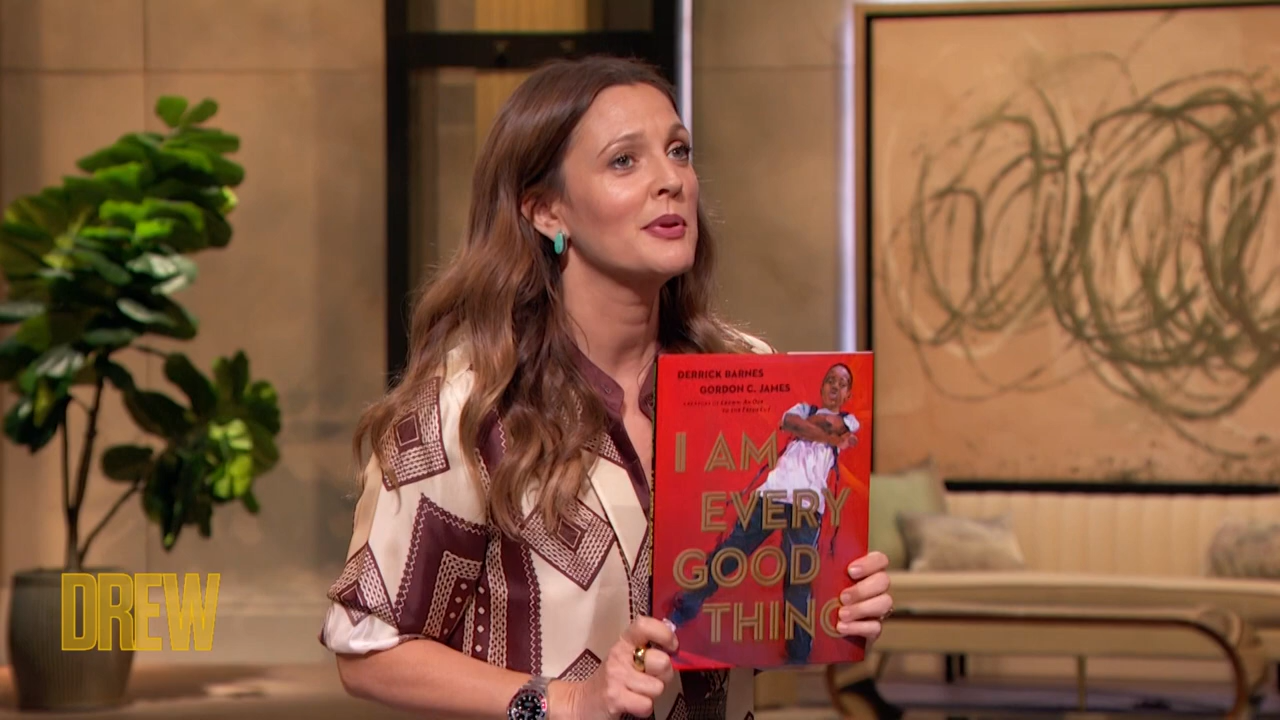 DERRICK BARNES
GORDON C. JAMES
I AM
EVERY
GOOD
THING
DREW